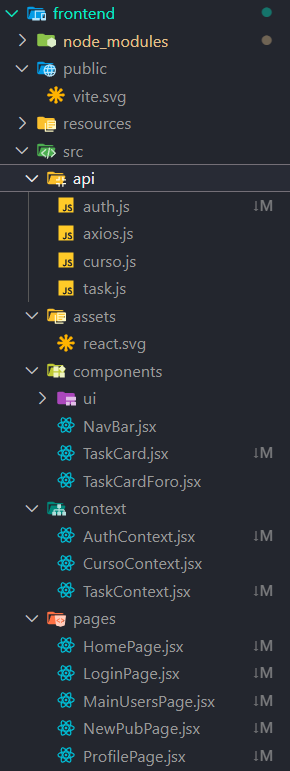 frontend
node_modules
public
vite.svg
resources
src
api
JS auth.js ↓M
JS axios.js
JS curso.js
JS task.js
assets
react.svg
components
ui
NavBar.jsx
TaskCard.jsx ↓M
TaskCardForo.jsx
context
AuthContext.jsx ↓M
CursoContext.jsx
TaskContext.jsx ↓M
pages
HomePage.jsx ↓M
LoginPage.jsx ↓M
MainUsersPage.jsx ↓M
NewPubPage.jsx ↓M
ProfilePage.jsx ↓M